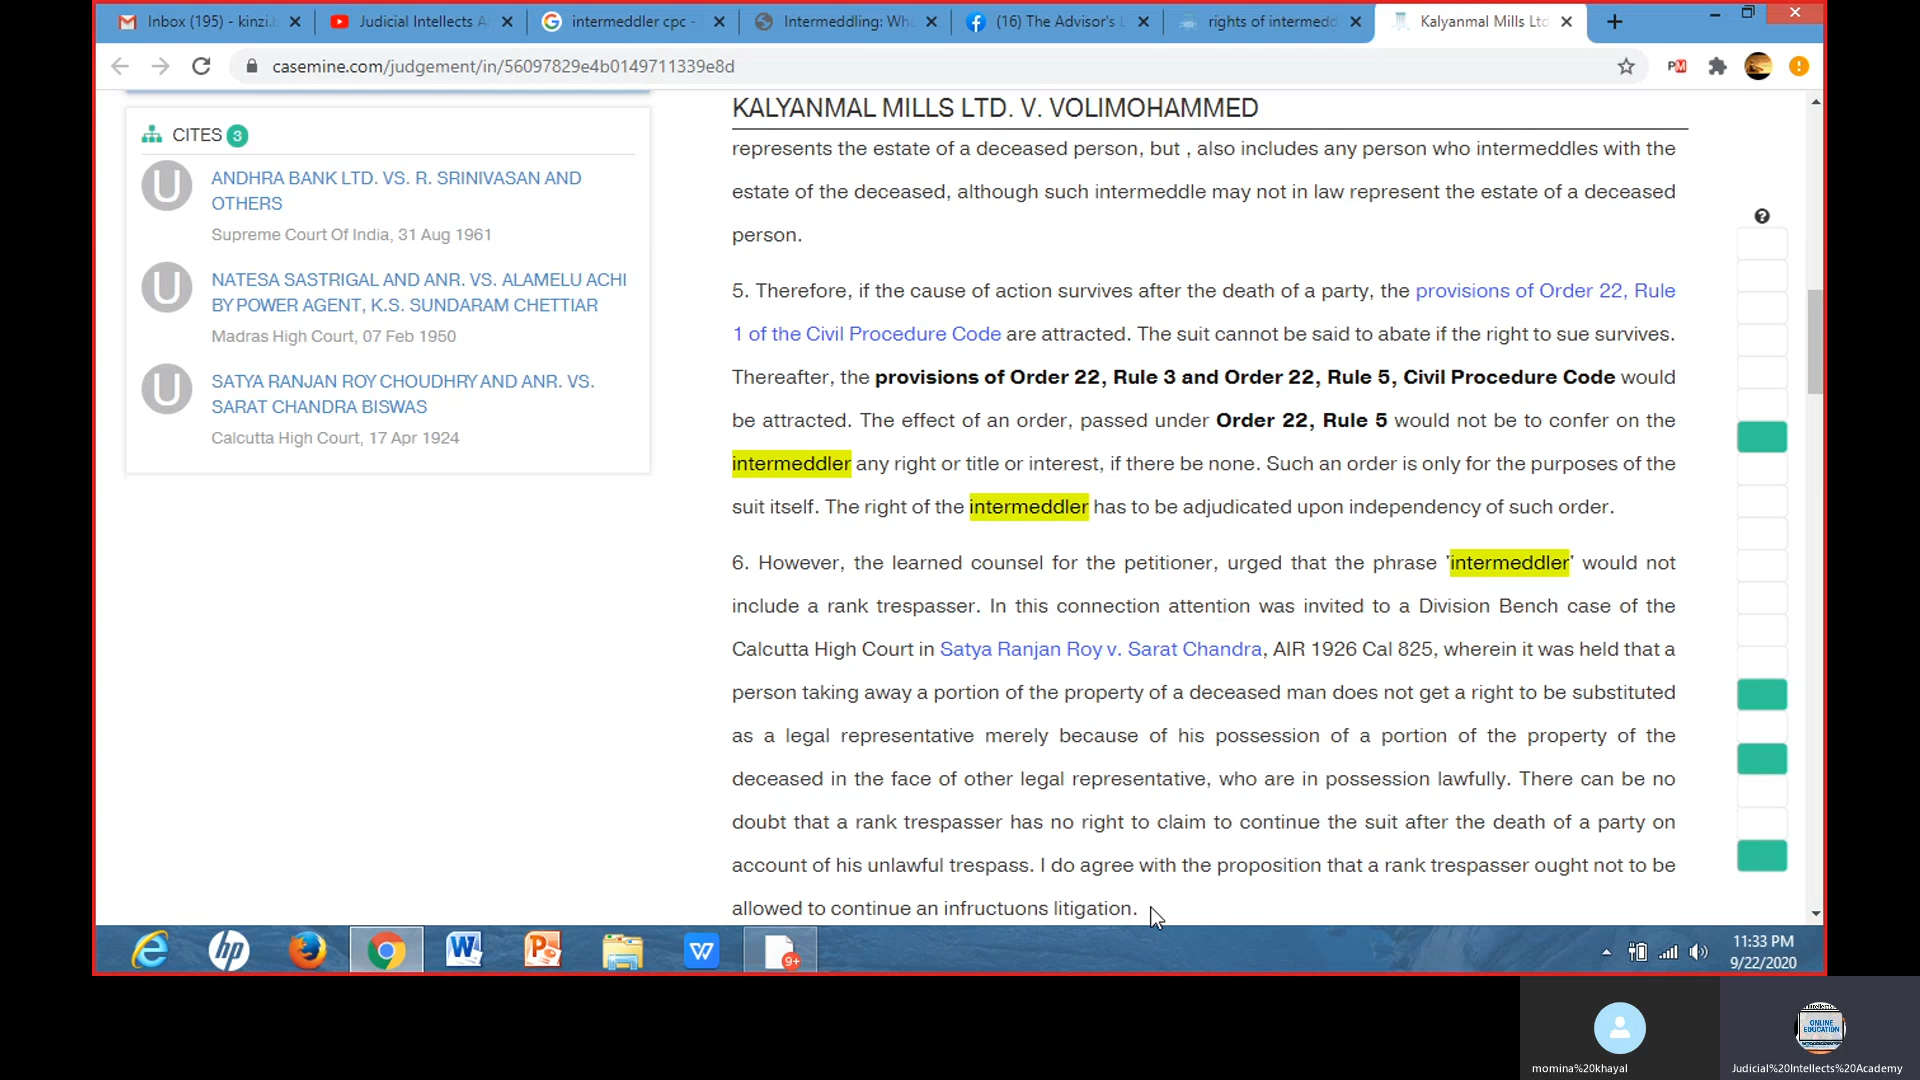 Inbox (195) - kinzi.b
Judicial Intellects A
intermeddler cpc -
Intermeddling: Wha
(16) The Advisor's L
rights of intermedd
Kalyanmal Mills Ltd
casemine.com/judgement/in/56097829e4b0149711339e8d
CITES 3
ANDHRA BANK LTD. VS. R. SRINIVASAN AND
OTHERS
Supreme Court Of India, 31 Aug 1961
NATESA SASTRIGAL AND ANR. VS. ALAMELU ACHI
BY POWER AGENT, K.S. SUNDARAM CHETTIAR
Madras High Court, 07 Feb 1950
SATYA RANJAN ROY CHOUDHRY AND ANR. VS.
SARAT CHANDRA BISWAS
Calcutta High Court, 17 Apr 1924
KALYANMAL MILLS LTD. V. VOLIMOHAMMED
represents the estate of a deceased person, but , also includes any person who intermeddles with the
estate of the deceased, although such intermeddle may not in law represent the estate of a deceased
person.
5. Therefore, if the cause of action survives after the death of a party, the provisions of Order 22, Rule
1 of the Civil Procedure Code are attracted. The suit cannot be said to abate if the right to sue survives.
Thereafter, the provisions of Order 22, Rule 3 and Order 22, Rule 5, Civil Procedure Code would
be attracted. The effect of an order, passed under Order 22, Rule 5 would not be to confer on the
intermeddler any right or title or interest, if there be none. Such an order is only for the purposes of the
suit itself. The right of the intermeddler has to be adjudicated upon independency of such order.
6. However, the learned counsel for the petitioner, urged that the phrase 'intermeddler' would not
include a rank trespasser. In this connection attention was invited to a Division Bench case of the
Calcutta High Court in Satya Ranjan Roy v. Sarat Chandra, AIR 1926 Cal 825, wherein it was held that a
person taking away a portion of the property of a deceased man does not get a right to be substituted
as a legal representative merely because of his possession of a portion of the property of the
deceased in the face of other legal representative, who are in possession lawfully. There can be no
doubt that a rank trespasser has no right to claim to continue the suit after the death of a party on
account of his unlawful trespass. I do agree with the proposition that a rank trespasser ought not to be
allowed to continue an infructuons litigation.
11:33 PM
9/22/2020
9+
ONLINE
EDUCATION
momina%20khayal
Judicial%20Intellects%20Academy